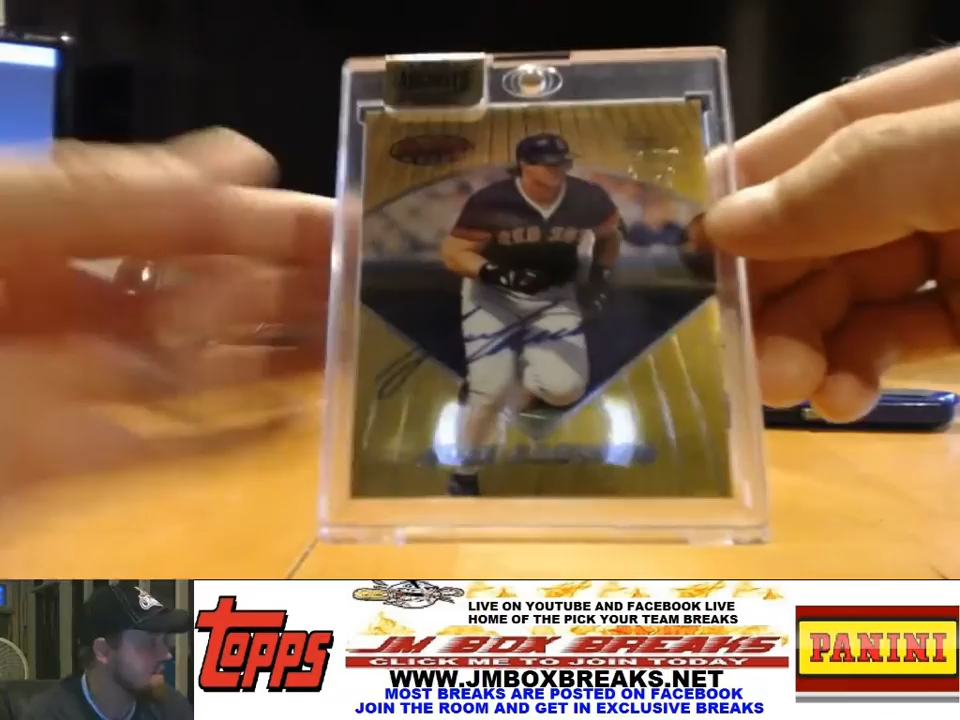 RED SOX
LIVE ON YOUTUBE AND FACEBOOK LIVE
HOME OF THE PICK YOUR TEAM BREAKS
TOPPS
JM BOX BREAKS
CLICK ME TO JOIN TODAY
WWW.JMBOXBREAKS.NET
MOST BREAKS ARE POSTED ON FACEBOOK
JOIN THE ROOM AND GET IN EXCLUSIVE BREAKS
PANINI